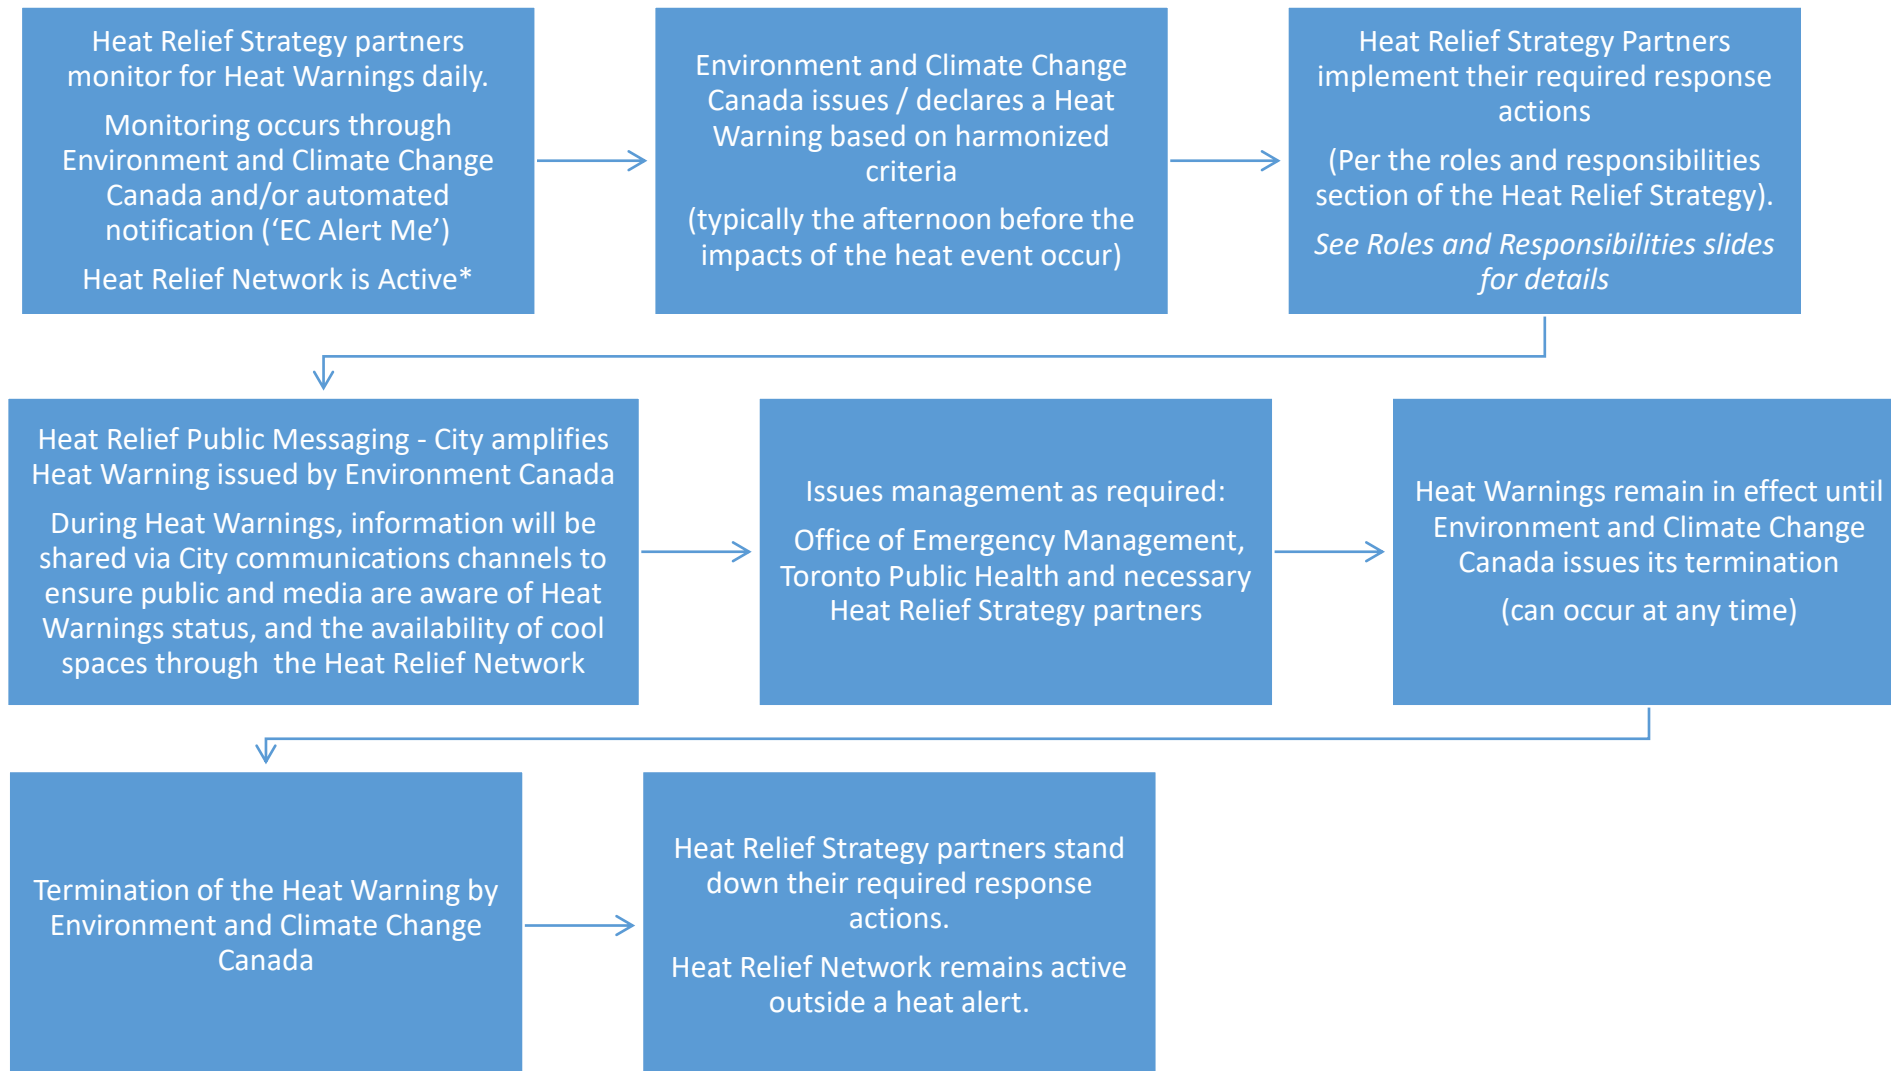 Heat Relief Strategy partners
monitor for Heat Warnings daily.
Monitoring occurs through
Environment and Climate Change
Canada and/or automated
notification (‘EC Alert Me’)
Heat Relief Network is Active*
Environment and Climate Change
Canada issues / declares a Heat
Warning based on harmonized
criteria
(typically the afternoon before the
impacts of the heat event occur)
Heat Relief Strategy Partners
implement their required response
actions
(Per the roles and responsibilities
section of the Heat Relief Strategy).
See Roles and Responsibilities slides
for details
Heat Relief Public Messaging - City amplifies
Heat Warning issued by Environment Canada
During Heat Warnings, information will be
shared via City communications channels to
ensure public and media are aware of Heat
Warnings status, and the availability of cool
spaces through  the Heat Relief Network
Issues management as required:
Office of Emergency Management,
Toronto Public Health and necessary
Heat Relief Strategy partners
Heat Warnings remain in effect until
Environment and Climate Change
Canada issues its termination
(can occur at any time)
Termination of the Heat Warning by
Environment and Climate Change
Canada
Heat Relief Strategy partners stand
down their required response
actions.
Heat Relief Network remains active
outside a heat alert.